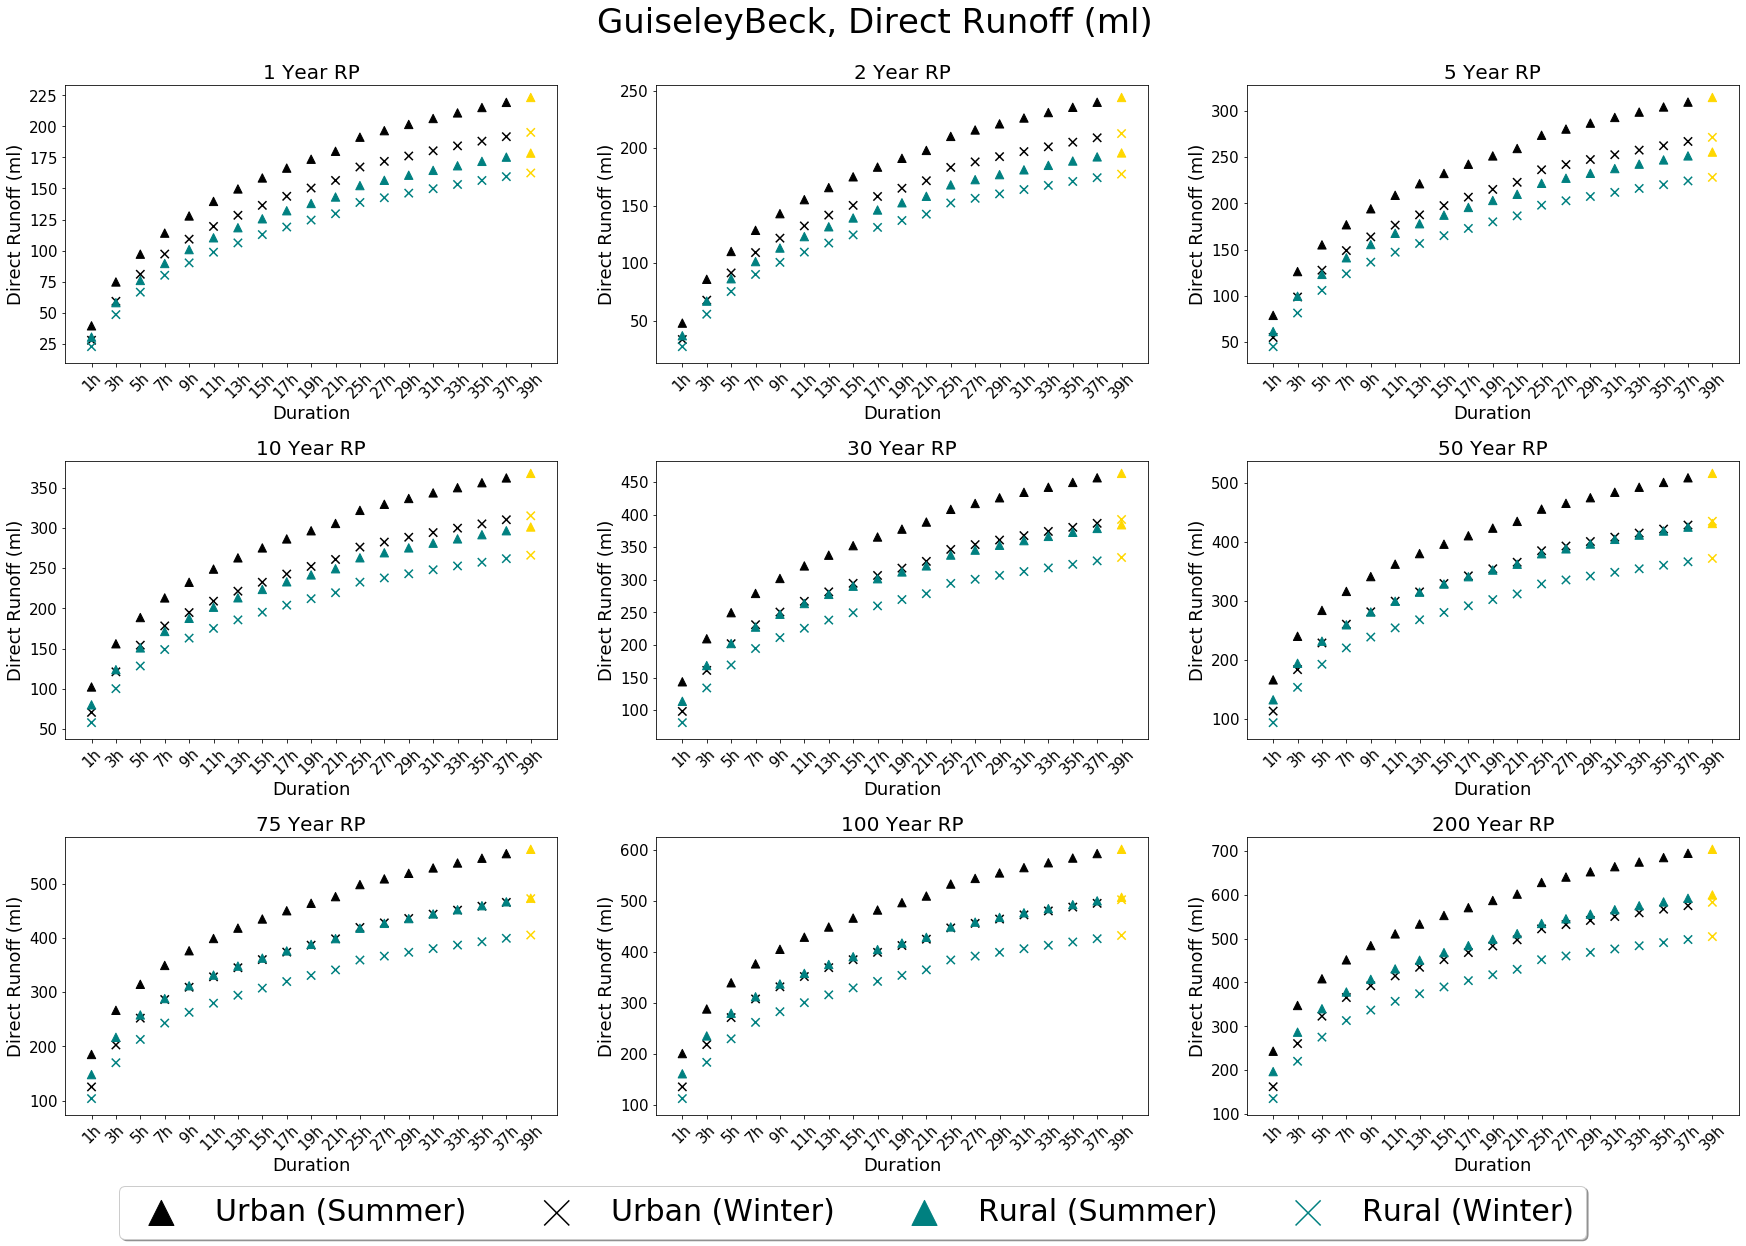 GuiseleyBeck, Direct Runoff (ml)
1 Year RP
Direct Runoff (ml)
225
200
175
150
125
100
75
50
25
1h 3h 5h 7h 9h 11h 13h 15h 17h 19h 21h 25h 27h 29h 31h 33h 35h 37h 39h
Duration
2 Year RP
Direct Runoff (ml)
250
200
150
100
50
1h 3h 5h 7h 9h 11h 13h 15h 17h 19h 21h 25h 27h 29h 31h 33h 35h 37h 39h
Duration
5 Year RP
Direct Runoff (ml)
300
250
200
150
100
50
1h 3h 5h 7h 9h 11h 13h 15h 17h 19h 21h 25h 27h 29h 31h 33h 35h 37h 39h
Duration
10 Year RP
Direct Runoff (ml)
350
300
250
200
150
100
50
1h 3h 5h 7h 9h 11h 13h 15h 17h 19h 21h 25h 27h 29h 31h 33h 35h 37h 39h
Duration
30 Year RP
Direct Runoff (ml)
450
400
350
300
250
200
150
100
1h 3h 5h 7h 9h 11h 13h 15h 17h 19h 21h 25h 27h 29h 31h 33h 35h 37h 39h
Duration
50 Year RP
Direct Runoff (ml)
500
400
300
200
100
1h 3h 5h 7h 9h 11h 13h 15h 17h 19h 21h 25h 27h 29h 31h 33h 35h 37h 39h
Duration
75 Year RP
Direct Runoff (ml)
500
400
300
200
100
1h 3h 5h 7h 9h 11h 13h 15h 17h 19h 21h 25h 27h 29h 31h 33h 35h 37h 39h
Duration
100 Year RP
Direct Runoff (ml)
600
500
400
300
200
100
1h 3h 5h 7h 9h 11h 13h 15h 17h 19h 21h 25h 27h 29h 31h 33h 35h 37h 39h
Duration
200 Year RP
Direct Runoff (ml)
700
600
500
400
300
200
100
1h 3h 5h 7h 9h 11h 13h 15h 17h 19h 21h 25h 27h 29h 31h 33h 35h 37h 39h
Duration
Urban (Summer) Urban (Winter) Rural (Summer) Rural (Winter)